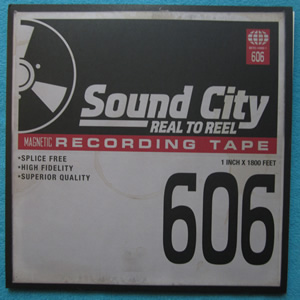 606
Sound City
REAL TO REEL
MAGNETIC RECORDING TAPE
•SPLICE FREE
•HIGH FIDELITY
•SUPERIOR QUALITY
1 INCH X 1800 FEET
606